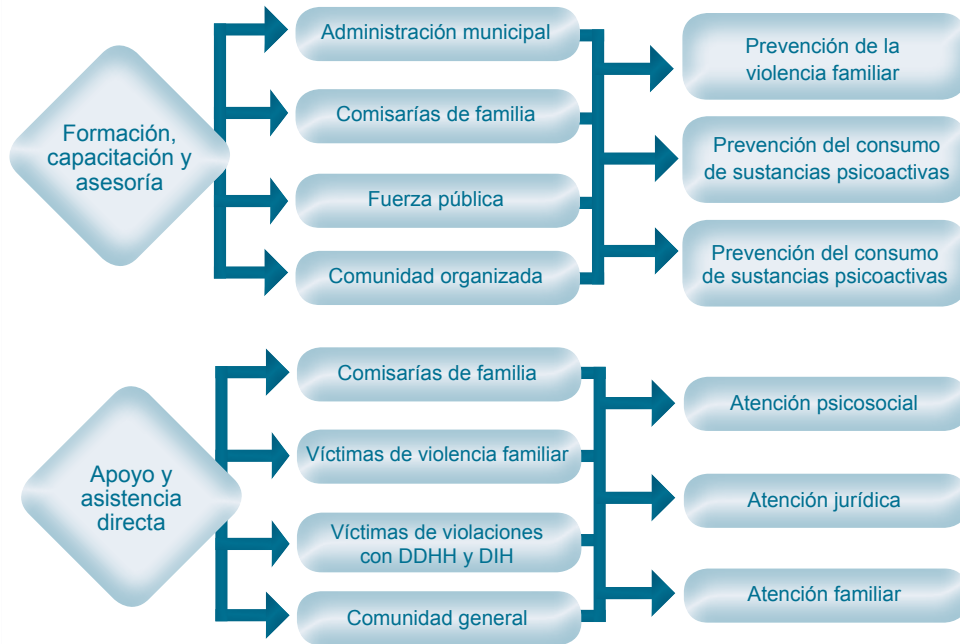 Formación,
capacitación y
asesoría
Administración municipal
Comisarías de familia
Fuerza pública
Comunidad organizada
Prevención de la
violencia familiar
Prevención del consumo
de sustancias psicoactivas
Prevención del consumo
de sustancias psicoactivas
Apoyo y
asistencia
directa
Comisarías de familia
Víctimas de violencia familiar
Víctimas de violaciones
con DDHH y DIH
Comunidad general
Atención psicosocial
Atención jurídica
Atención familiar